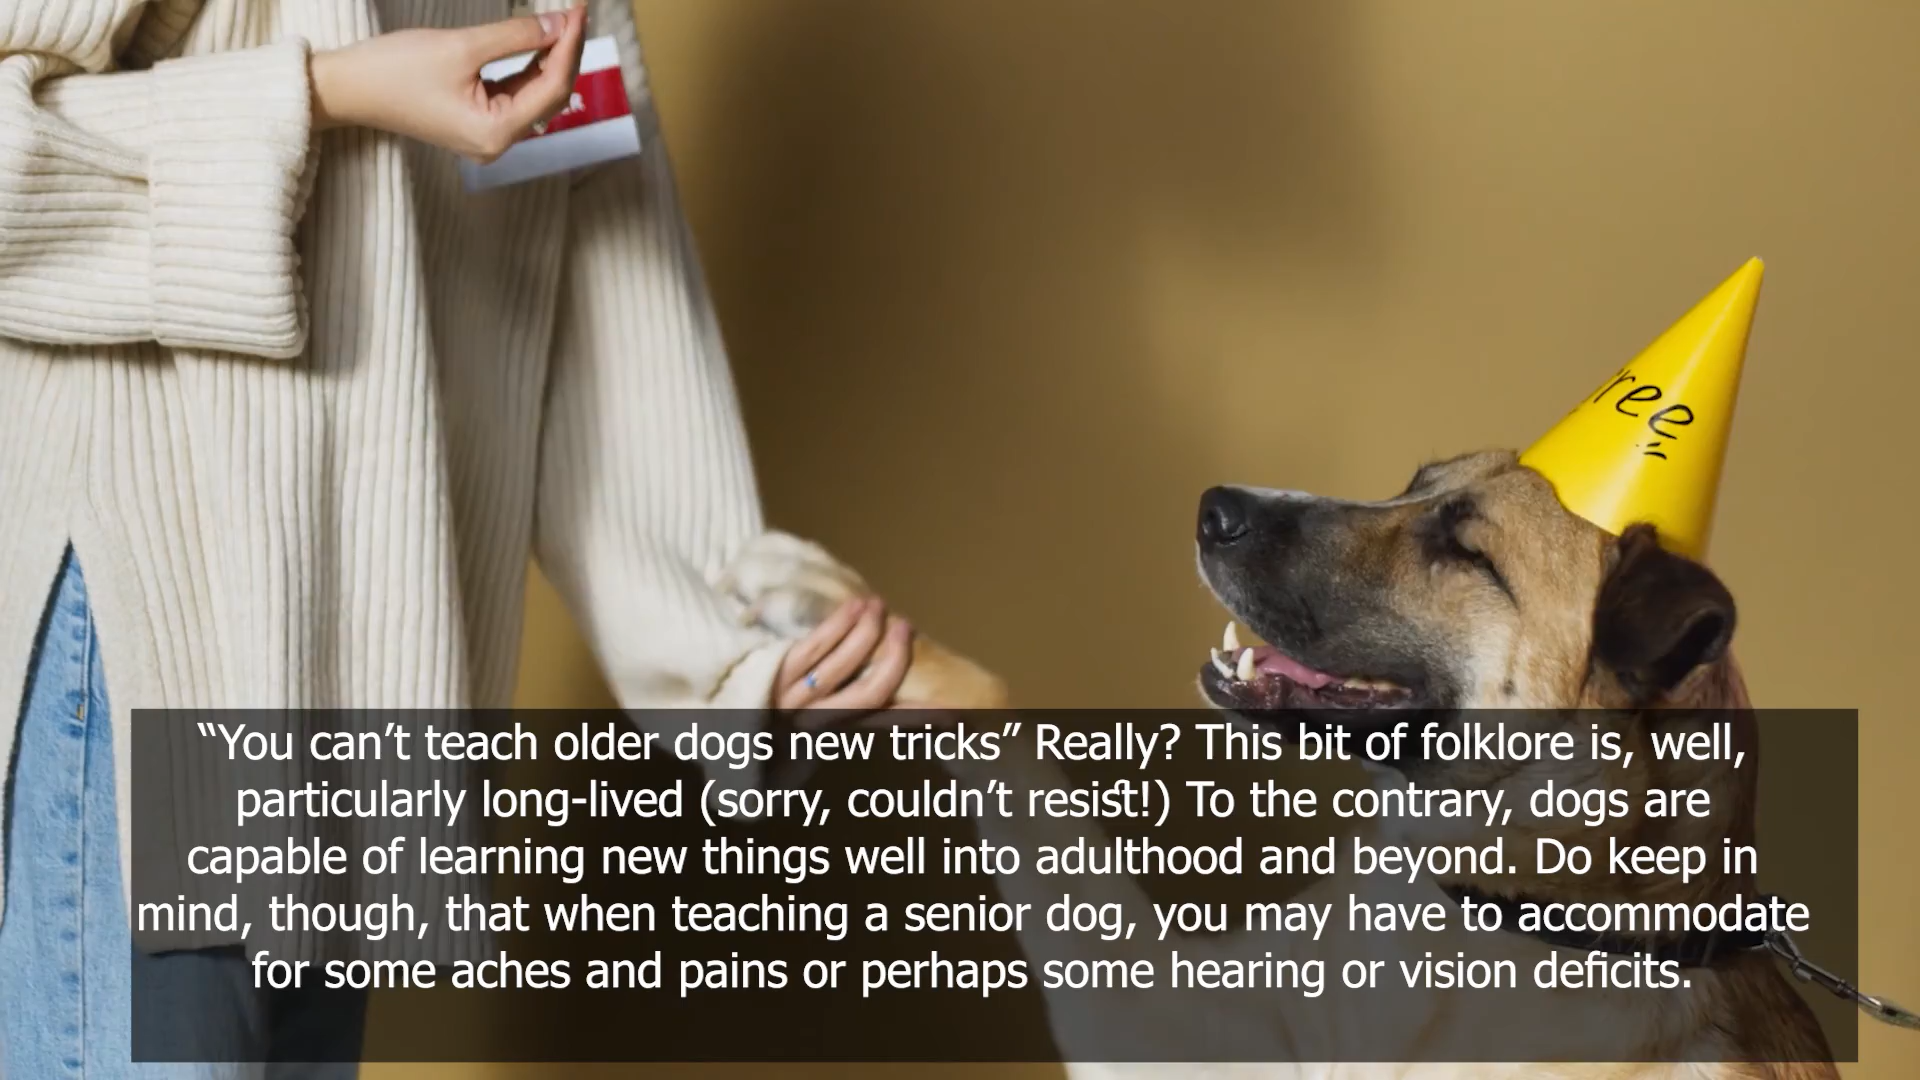 ree
“You can’t teach older dogs new tricks” Really? This bit of folklore is, well,
particularly long-lived (sorry, couldn’t resist!) To the contrary, dogs are
capable of learning new things well into adulthood and beyond. Do keep in
mind, though, that when teaching a senior dog, you may have to accommodate
for some aches and pains or perhaps some hearing or vision deficits.